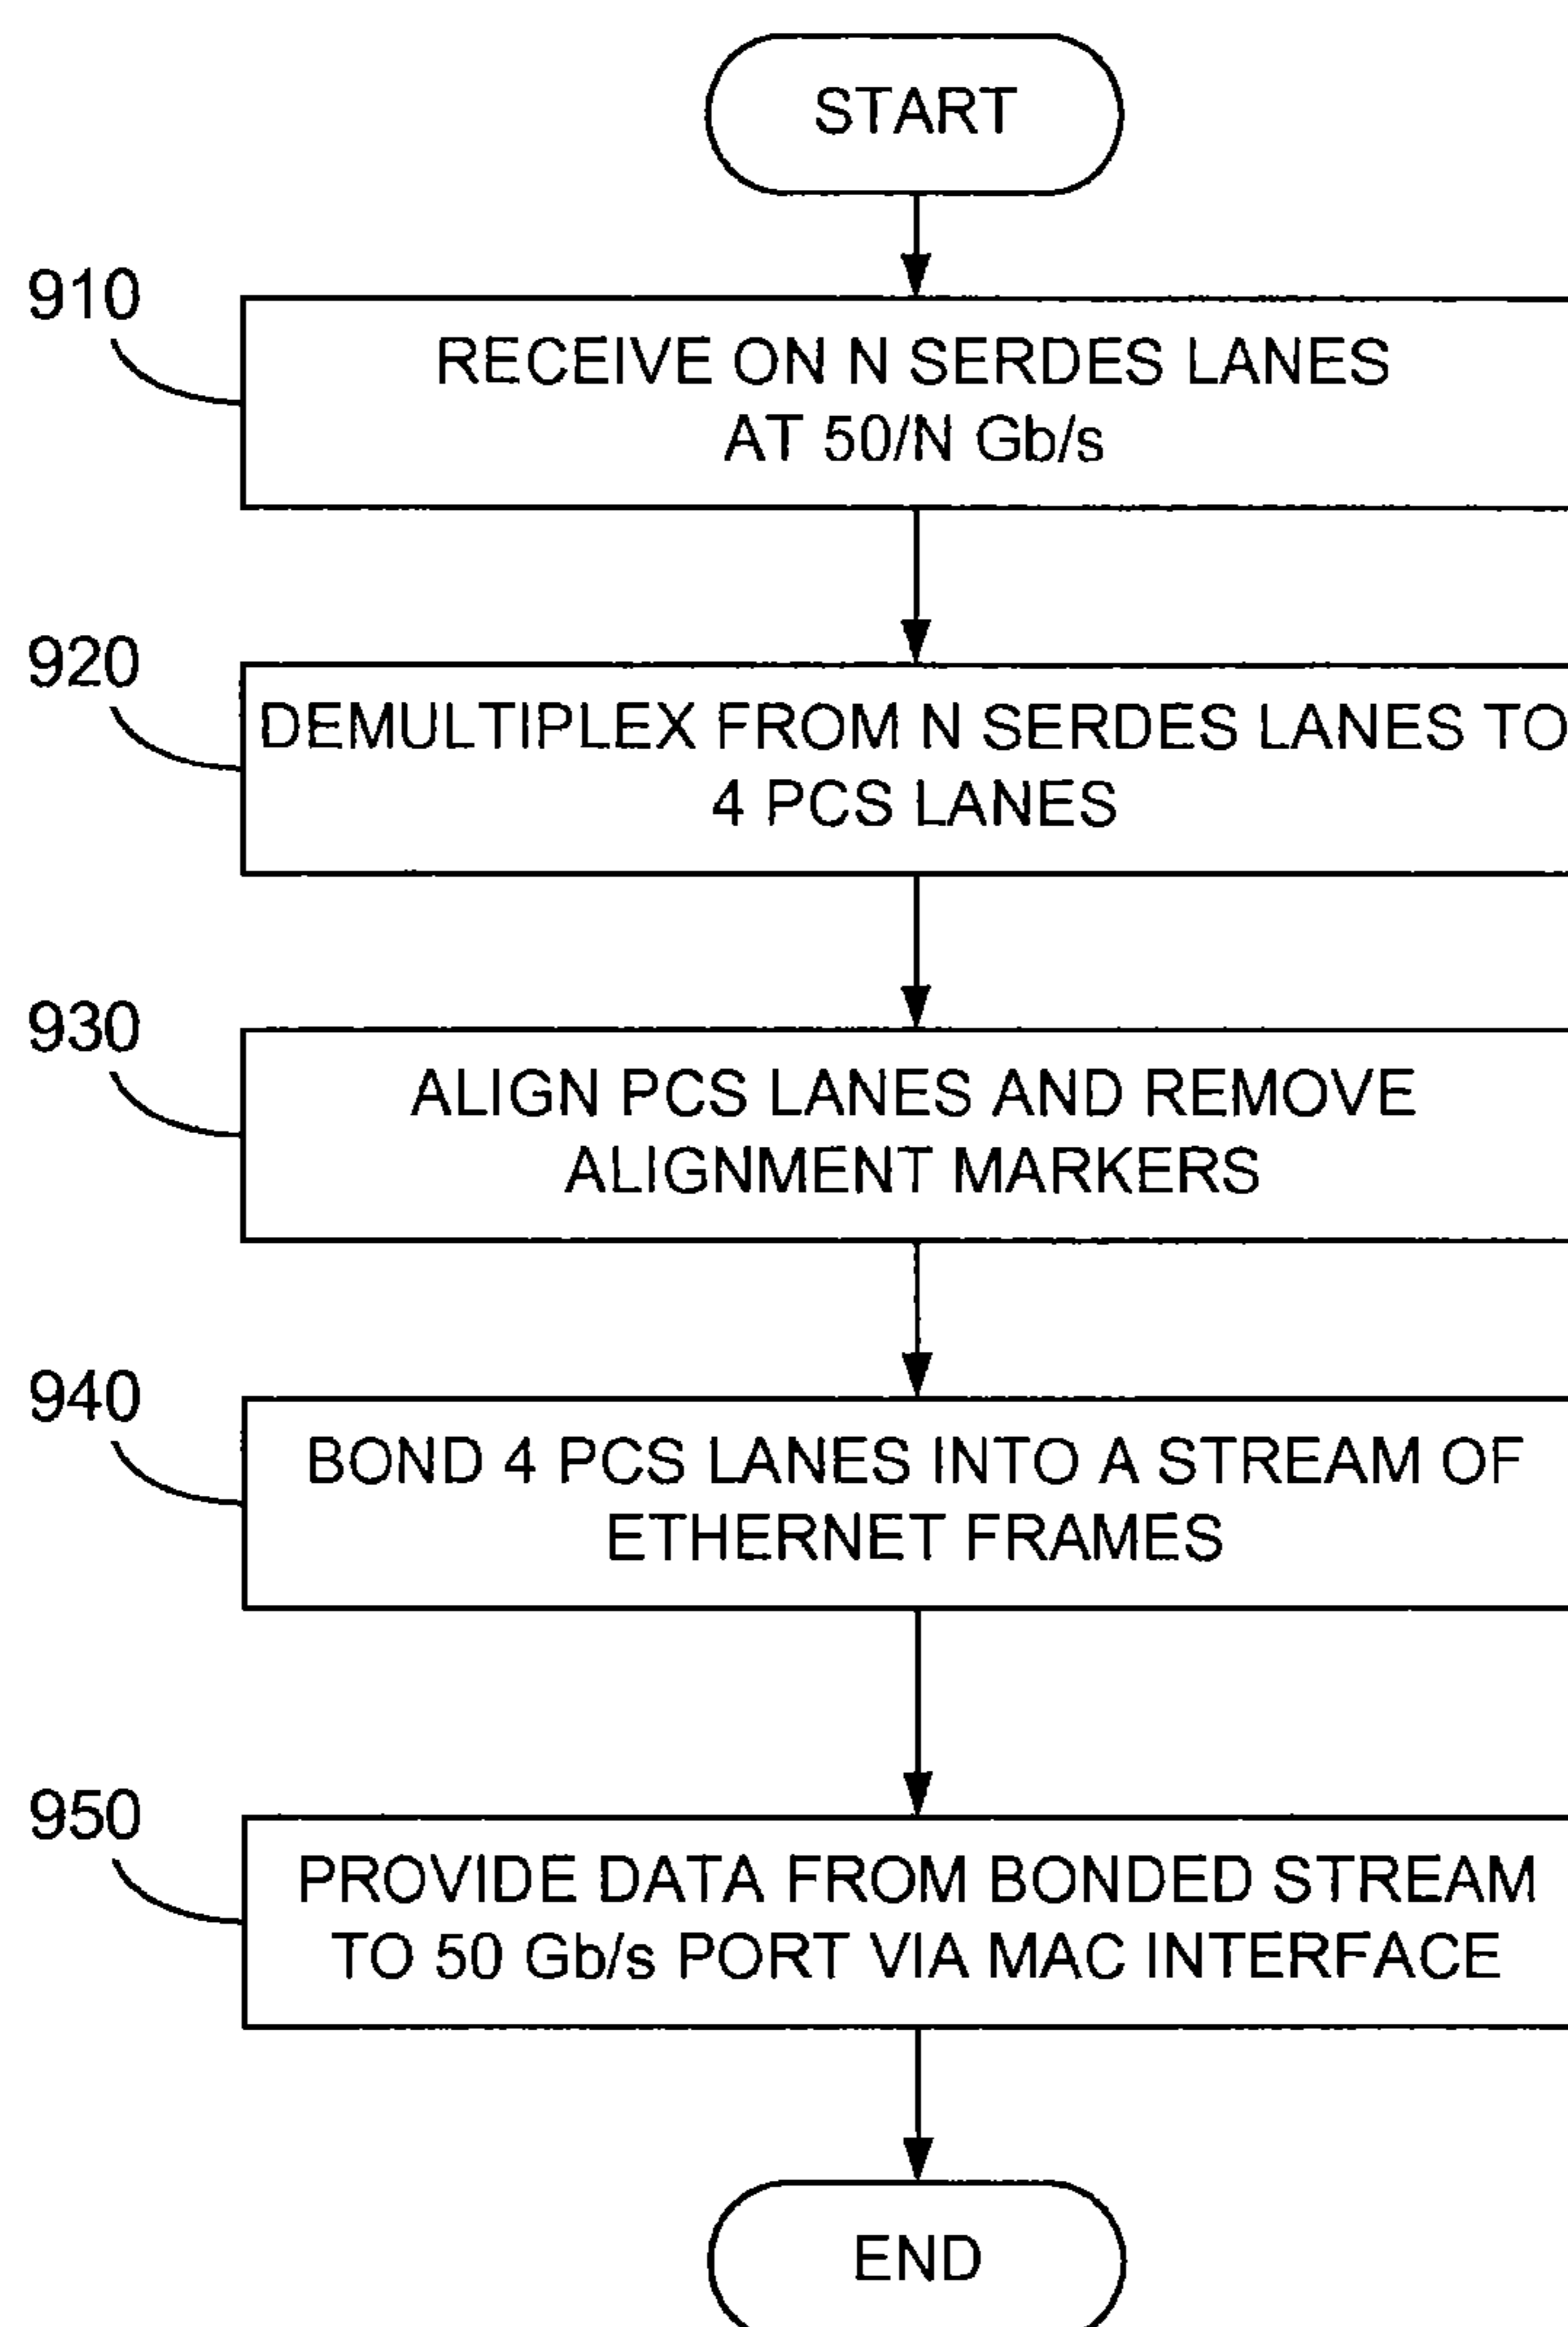 START
910
RECEIVE ON N SERDES LANES
AT 50/N Gb/s
920
DEMULTIPLEX FROM N SERDES LANES TO
4 PCS LANES
930
ALIGN PCS LANES AND REMOVE
ALIGNMENT MARKERS
940
BOND 4 PCS LANES INTO A STREAM OF
ETHERNET FRAMES
950
PROVIDE DATA FROM BONDED STREAM
TO 50 Gb/s PORT VIA MAC INTERFACE
END